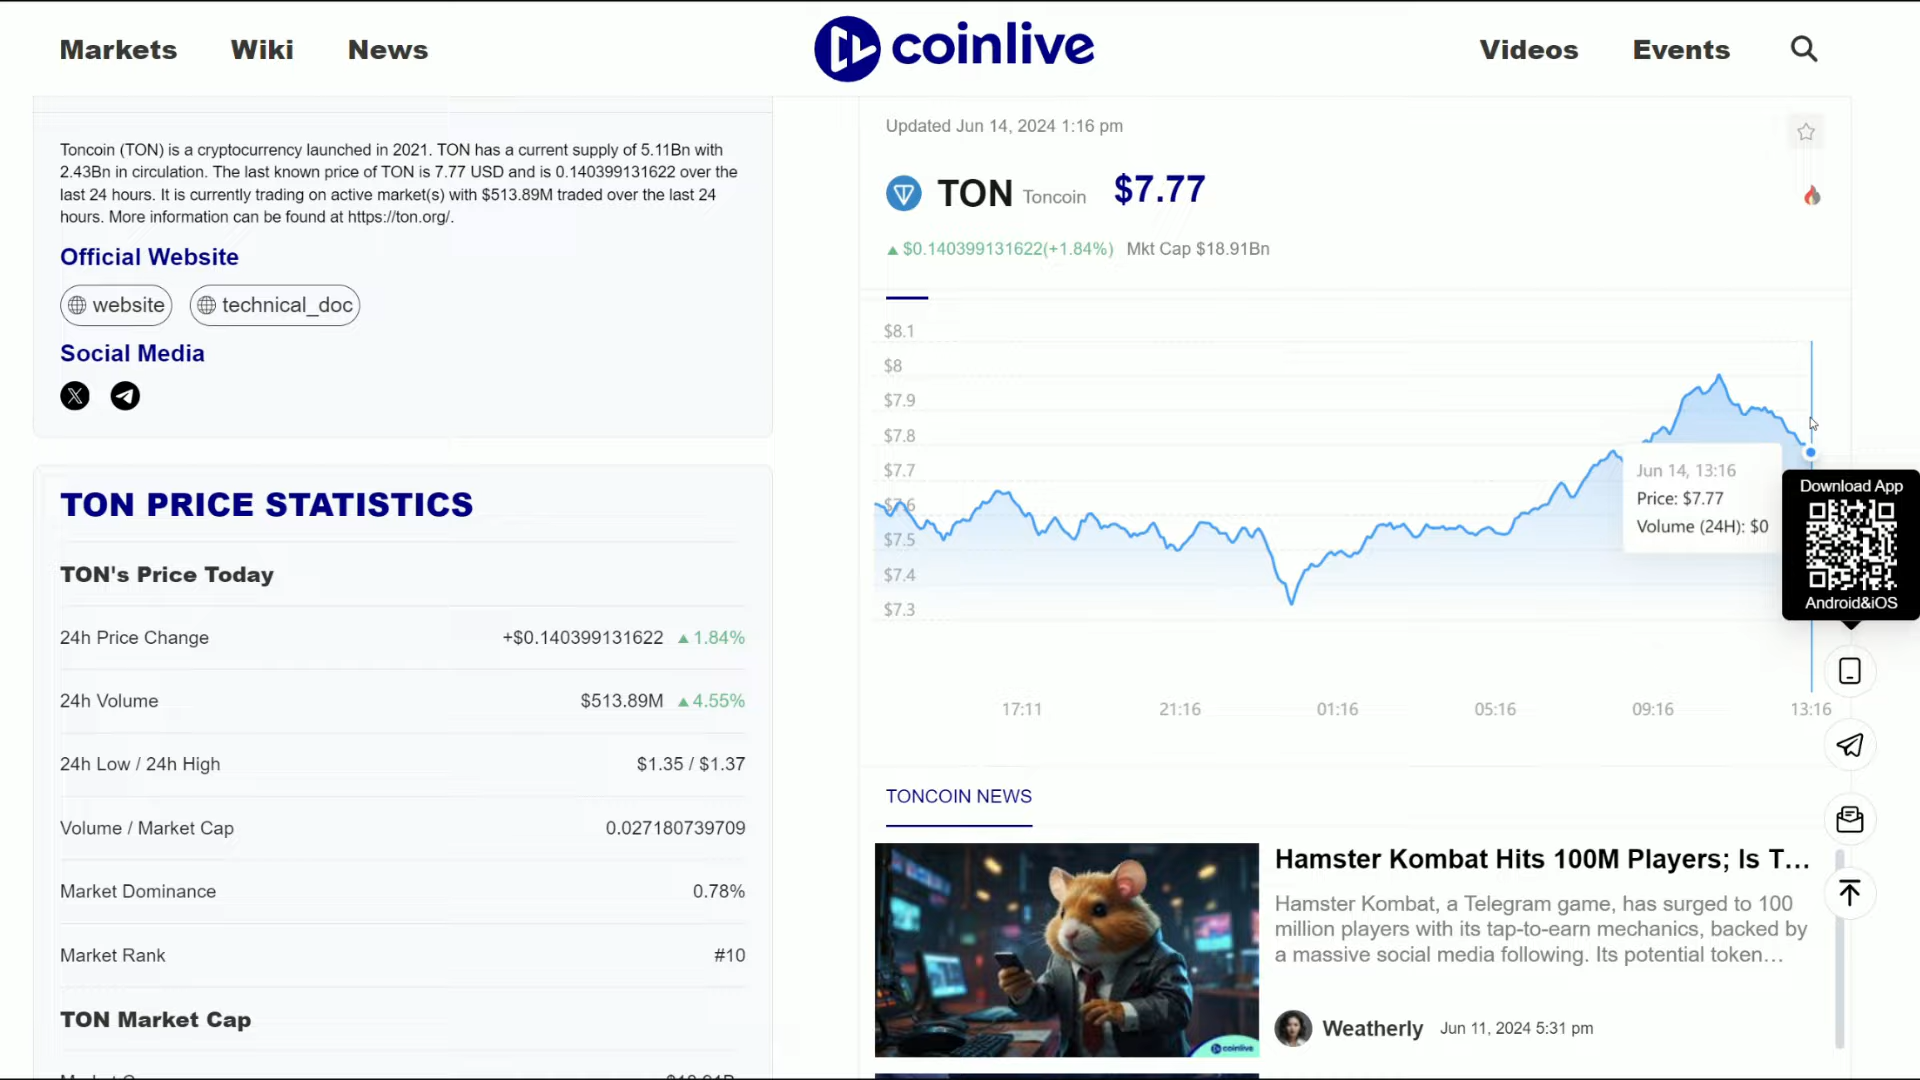 Markets Wiki News coinlive Videos Events
Toncoin (TON) is a cryptocurrency launched in 2021. TON has a current supply of 5.11Bn with
2.43Bn in circulation. The last known price of TON is 7.77 USD and is 0.140399131622 over the
last 24 hours. It is currently trading on active market(s) with $513.89M traded over the last 24
hours. More information can be found at https://ton.org/.
Official Website
website technical_doc
Social Media
TON PRICE STATISTICS
TON's Price Today
24h Price Change +$0.140399131622 ▲1.84%
24h Volume $513.89M ▲4.55%
24h Low / 24h High $1.35 / $1.37
Volume / Market Cap 0.027180739709
Market Dominance 0.78%
Market Rank #10
TON Market Cap
Updated Jun 14, 2024 1:16 pm
TON Toncoin $7.77
▲$0.140399131622(+1.84%) Mkt Cap $18.91Bn
$8.1
$8
$7.9
$7.8
$7.7
$7.6
$7.5
$7.4
$7.3
Jun 14, 13:16
Price: $7.77
Volume (24H): $0
17:11 21:16 01:16 05:16 09:16 13:16
Download App
Android&iOS
TONCOIN NEWS
Hamster Kombat Hits 100M Players; Is T...
Hamster Kombat, a Telegram game, has surged to 100
million players with its tap-to-earn mechanics, backed by
a massive social media following. Its potential token...
Weatherly Jun 11, 2024 5:31 pm
coinlive